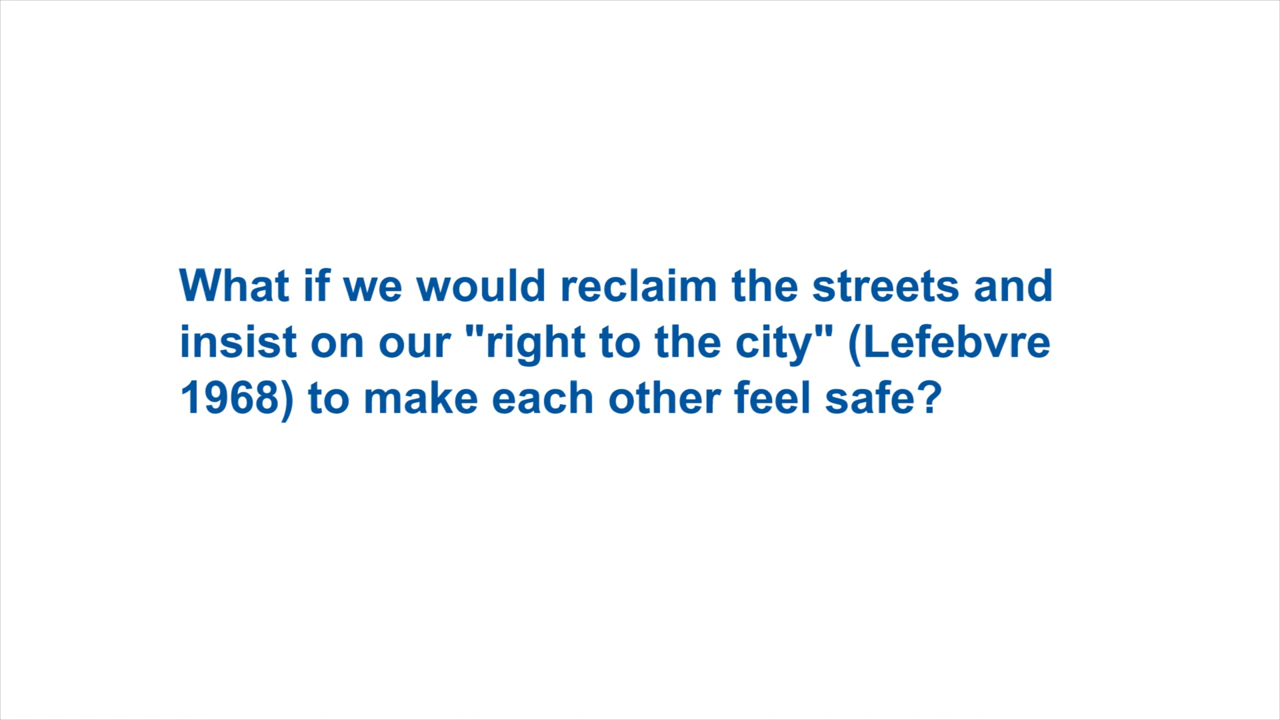 What if we would reclaim the streets and
insist on our "right to the city" (Lefebvre
1968) to make each other feel safe?